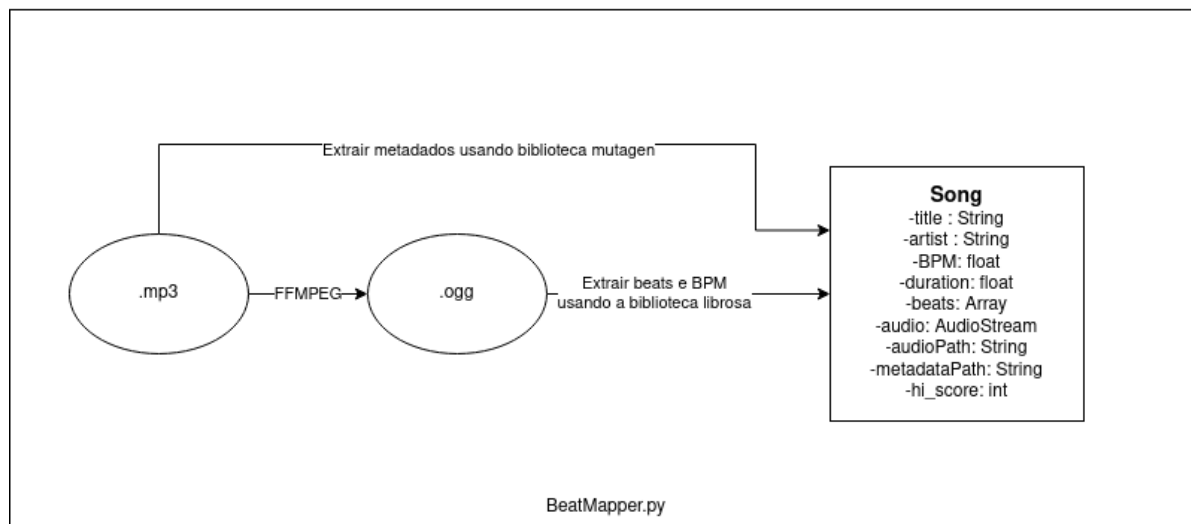 Extrair metadados usando biblioteca mutagen
.mp3
FFMPEG
.ogg
Extrair beats e BPM
usando a biblioteca librosa
Song
-title : String
-artist : String
-BPM: float
-duration: float
-beats: Array
-audio: AudioStream
-audioPath: String
-metadataPath: String
-hi_score: int
BeatMapper.py